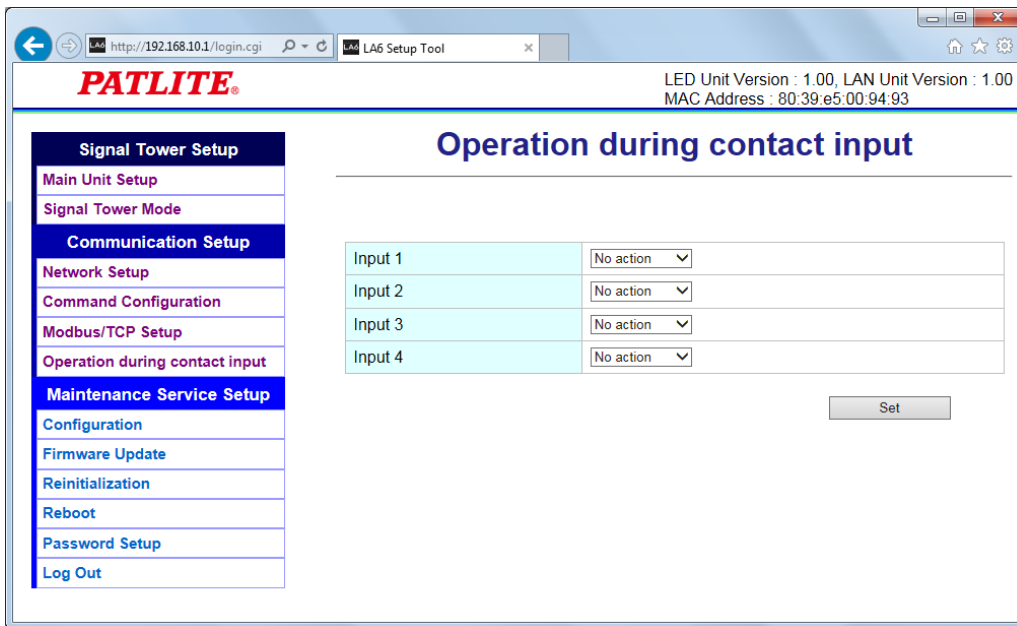 http://192.168.10.1/login.cgi
LA6 LA6 Setup Tool
PATLITE®
LED Unit Version : 1.00, LAN Unit Version : 1.00
MAC Address : 80:39:e5:00:94:93
Signal Tower Setup
Main Unit Setup
Signal Tower Mode
Communication Setup
Network Setup
Command Configuration
Modbus/TCP Setup
Operation during contact input
Maintenance Service Setup
Configuration
Firmware Update
Reinitialization
Reboot
Password Setup
Log Out
Operation during contact input
Input 1 No action
Input 2 No action
Input 3 No action
Input 4 No action
Set